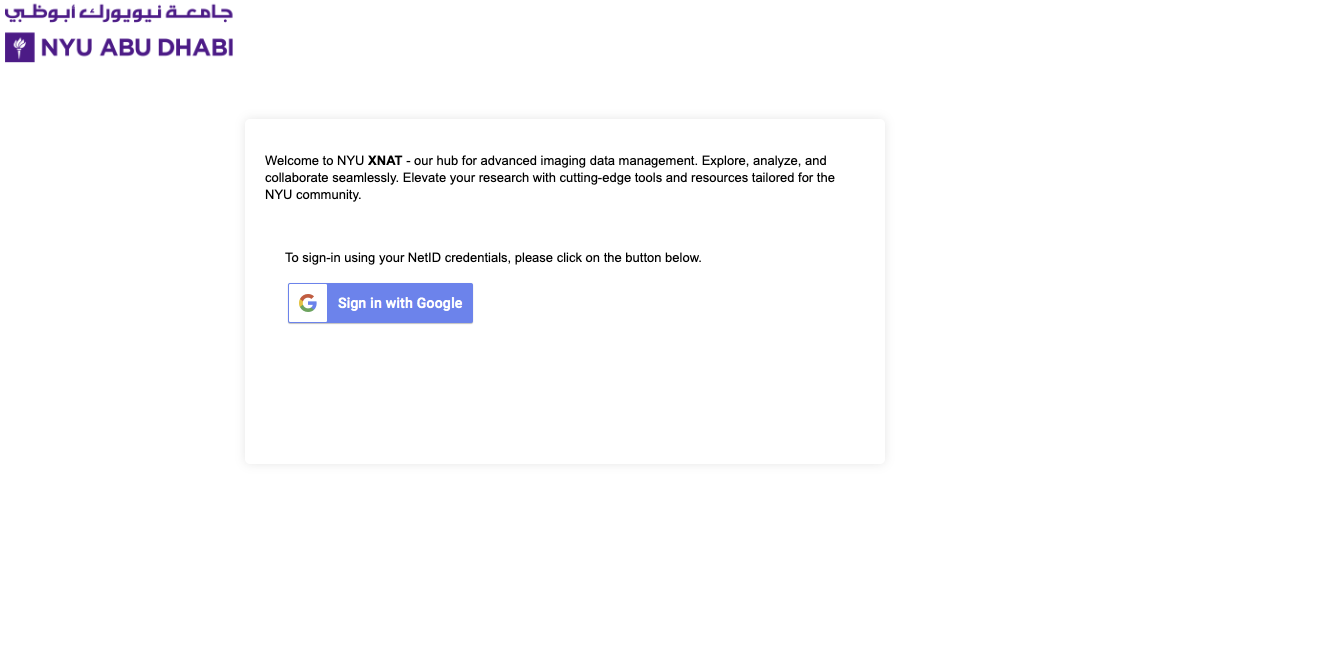 جامعـة نيويورك أبوظـبي
NYU ABU DHABI
Welcome to NYU XNAT - our hub for advanced imaging data management. Explore, analyze, and
collaborate seamlessly. Elevate your research with cutting-edge tools and resources tailored for the
NYU community.
To sign-in using your NetID credentials, please click on the button below.
Sign in with Google